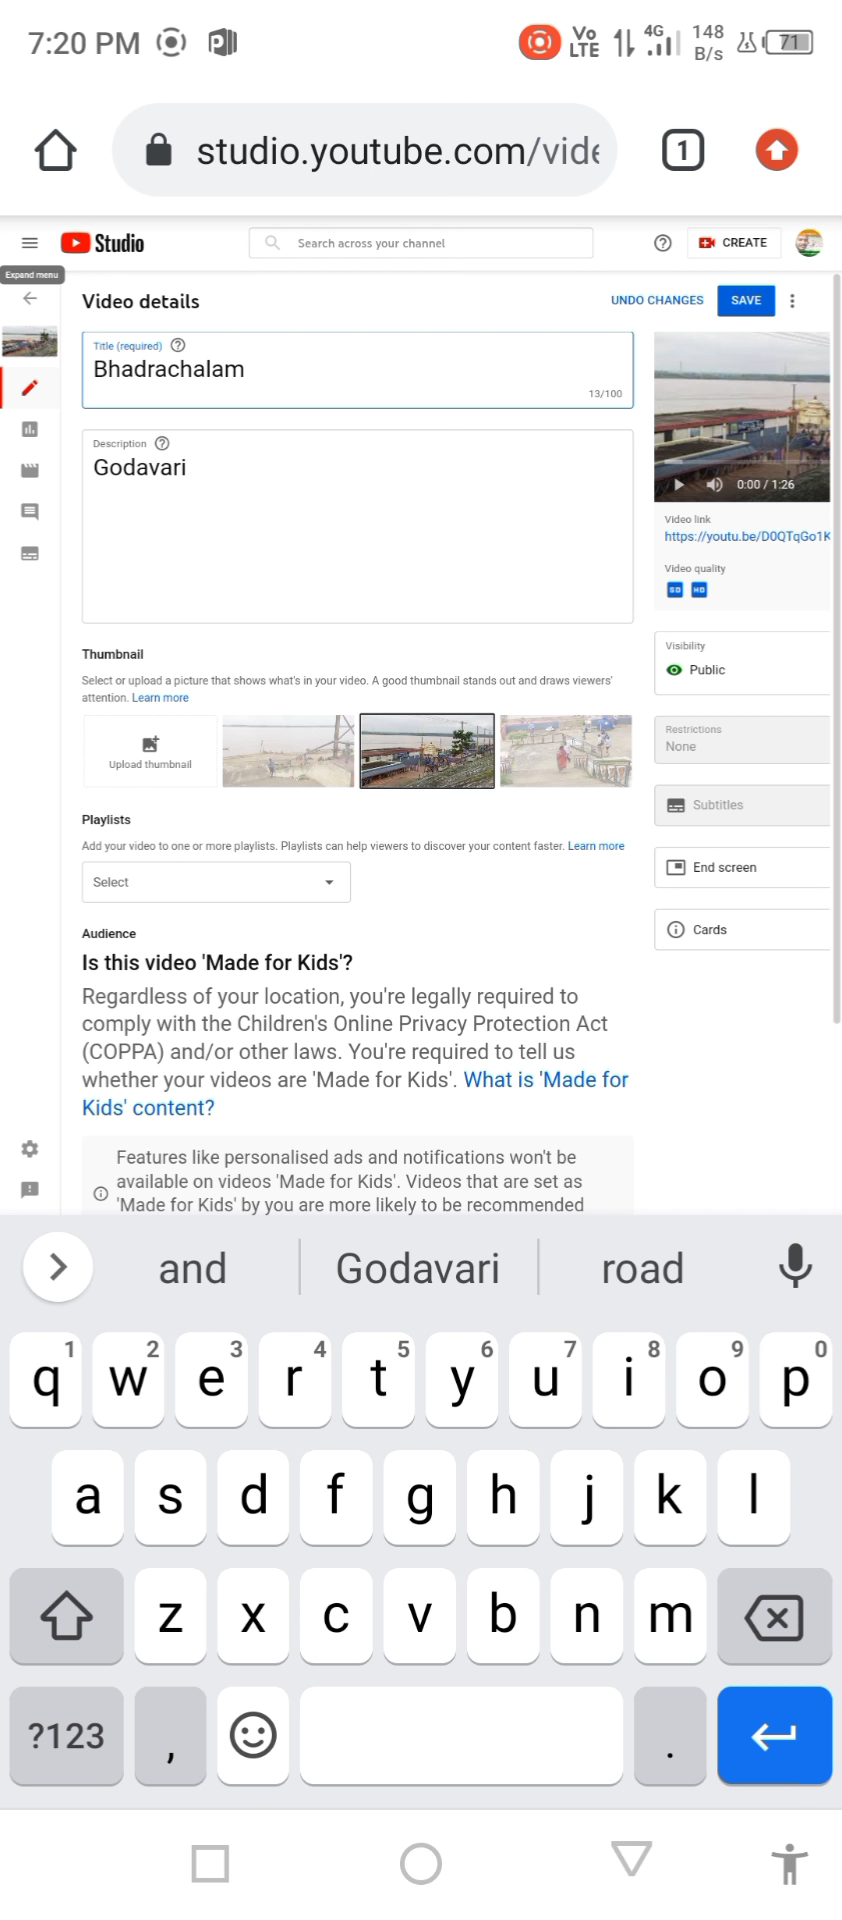 7:20 PM
Vo LTE 4G 148 B/s 71
studio.youtube.com/vide
1
Studio
Search across your channel
CREATE
Expand menu
Video details
UNDO CHANGES
SAVE
Title (required)
Bhadrachalam
13/100
Description
Godavari
0:00 / 1:26
Video link
https://youtu.be/D0QTqGo1K
Video quality
SD HD
Visibility
Public
Restrictions
None
Subtitles
End screen
Cards
Thumbnail
Select or upload a picture that shows what's in your video. A good thumbnail stands out and draws viewers'
attention. Learn more
Upload thumbnail
Playlists
Add your video to one or more playlists. Playlists can help viewers to discover your content faster. Learn more
Select
Audience
Is this video 'Made for Kids'?
Regardless of your location, you're legally required to
comply with the Children's Online Privacy Protection Act
(COPPA) and/or other laws. You're required to tell us
whether your videos are 'Made for Kids'. What is 'Made for
Kids' content?
Features like personalised ads and notifications won't be
available on videos 'Made for Kids'. Videos that are set as
'Made for Kids' by you are more likely to be recommended
and Godavari road
1 2 3 4 5 6 7 8 9 0
q w e r t y u i o p
a s d f g h j k l
z x c v b n m
?123 , .